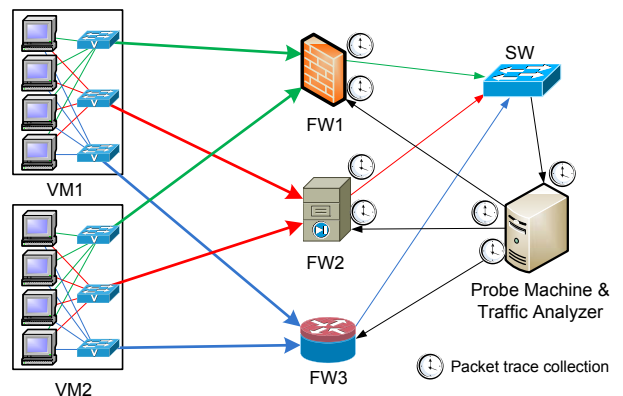 SW
V
V
V
VM1
FW1
V
V
V
VM2
FW2
FW3
Probe Machine &
Traffic Analyzer
Packet trace collection